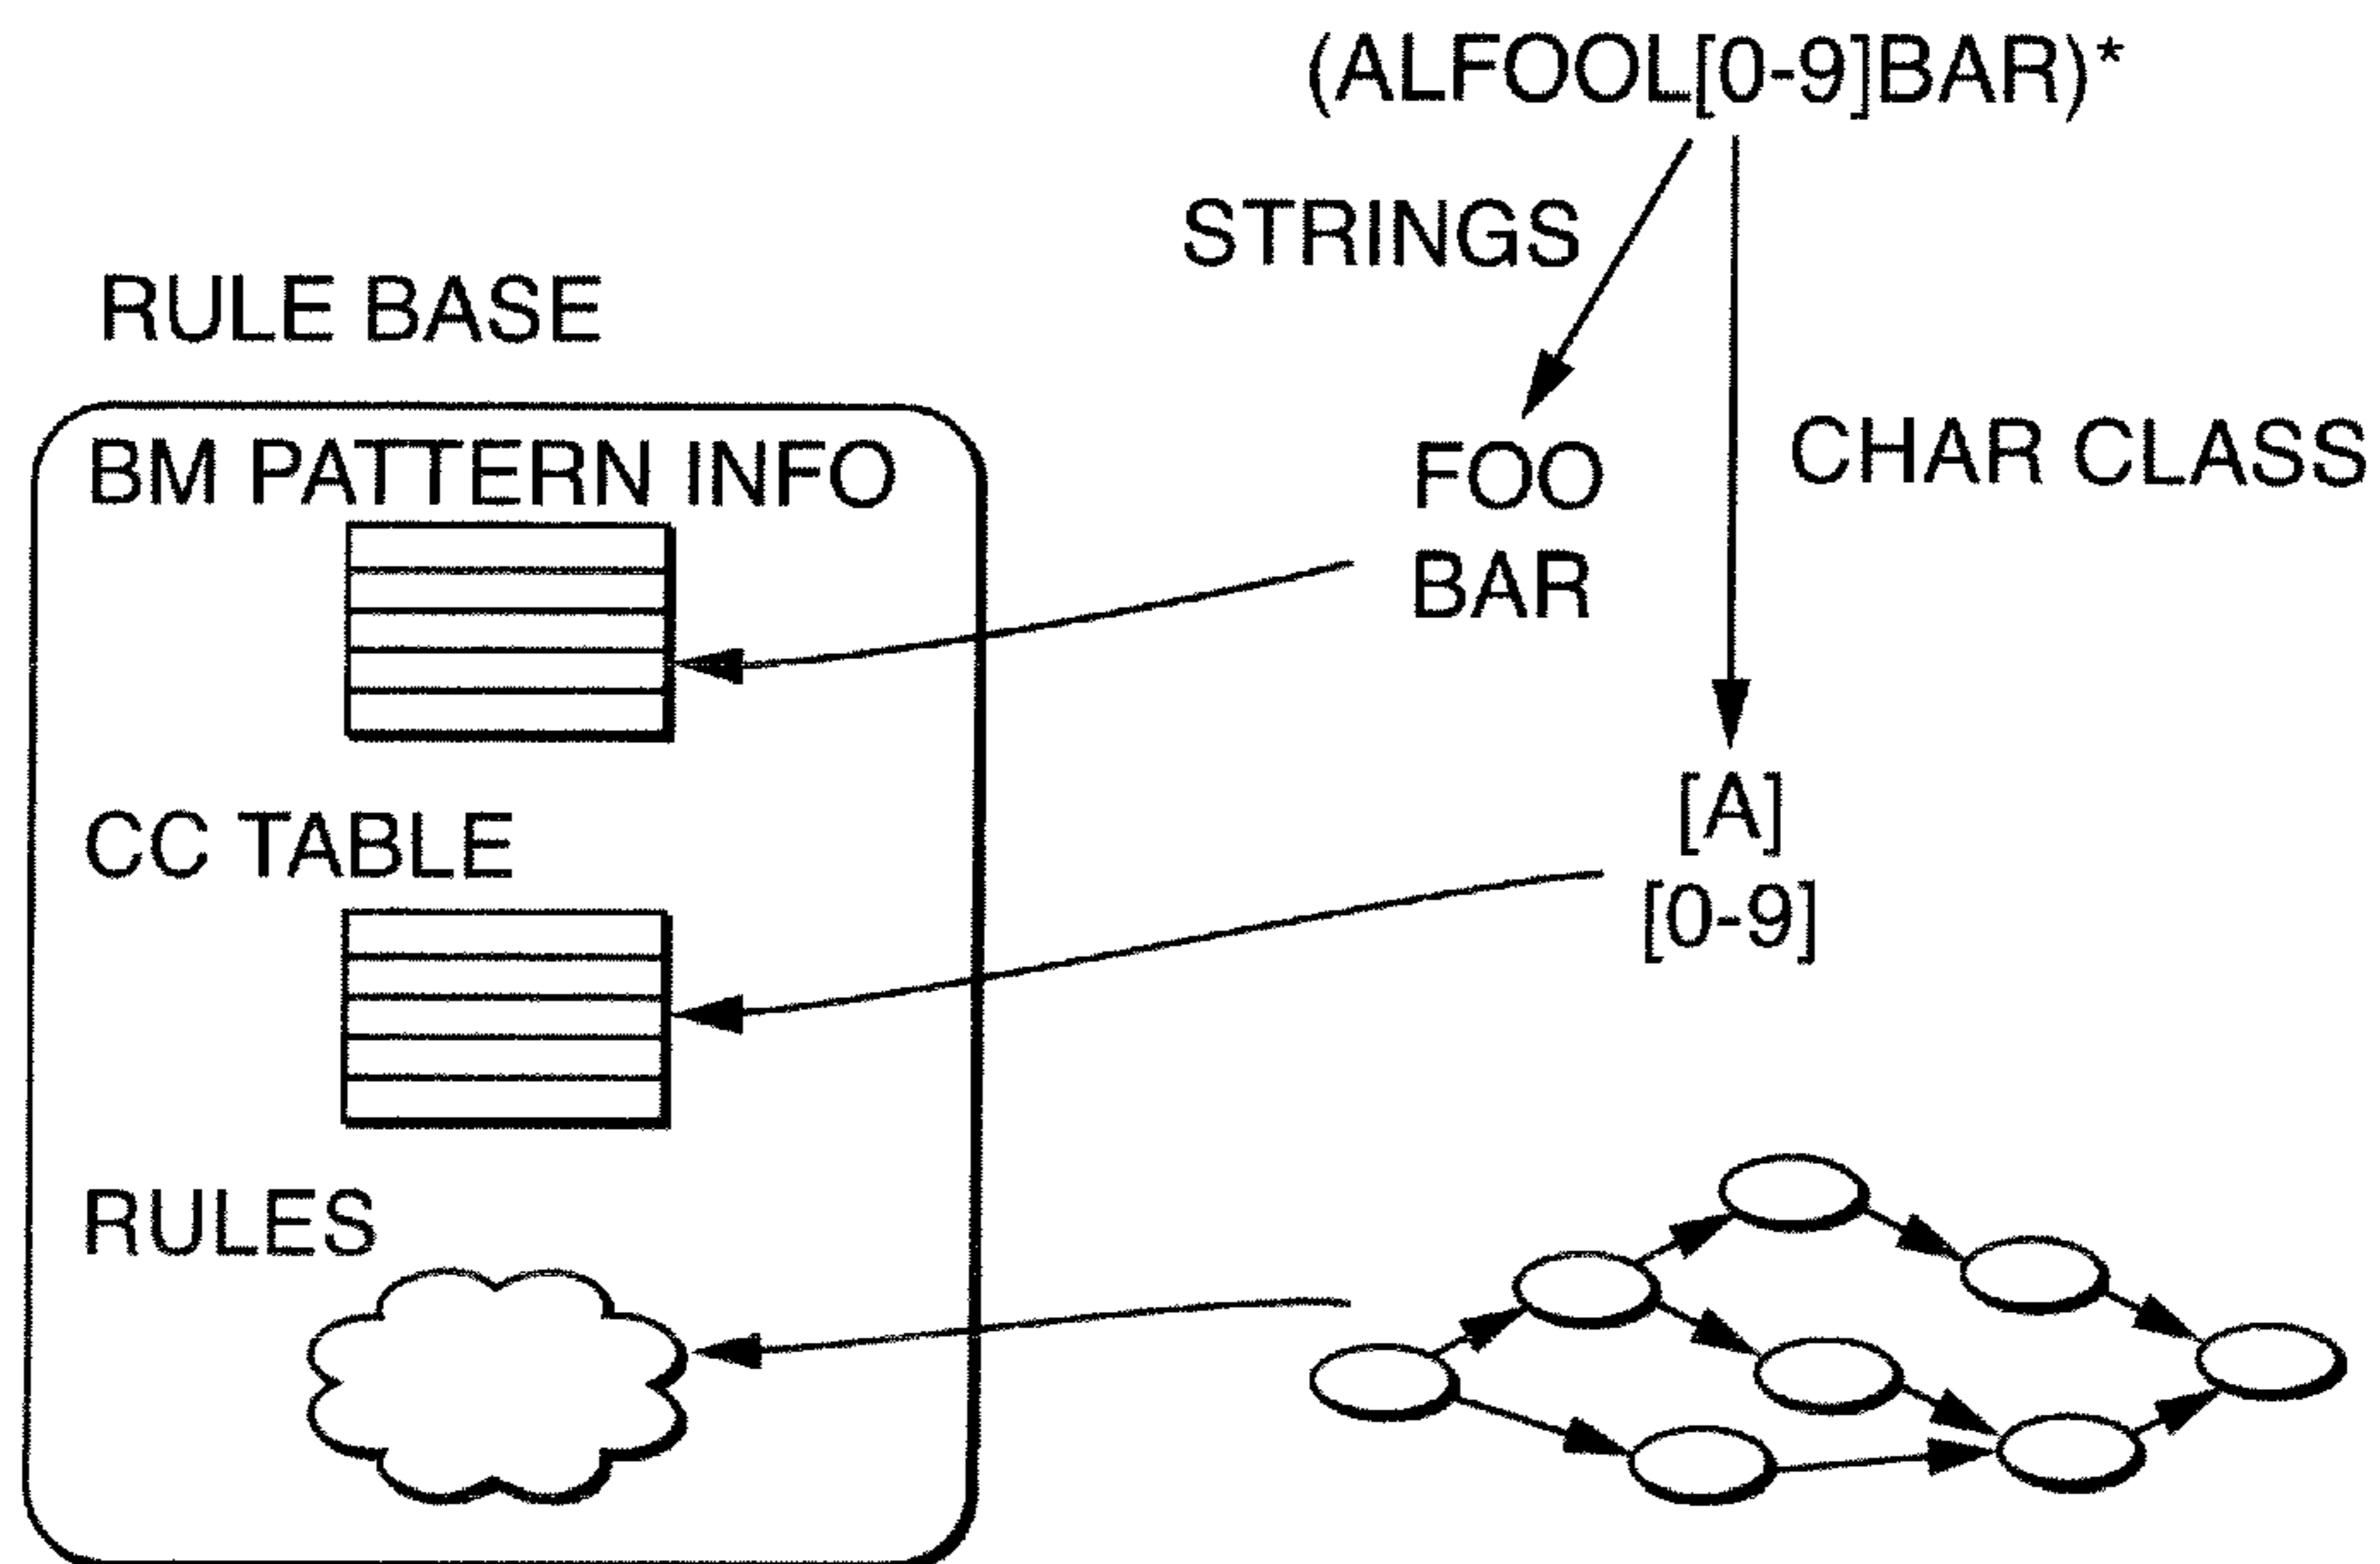 (ALFOOL[0-9]BAR)*
STRINGS
RULE BASE
CHAR CLASS
BM PATTERN INFO
FOO
BAR
[A]
CC TABLE
[0-9]
RULES